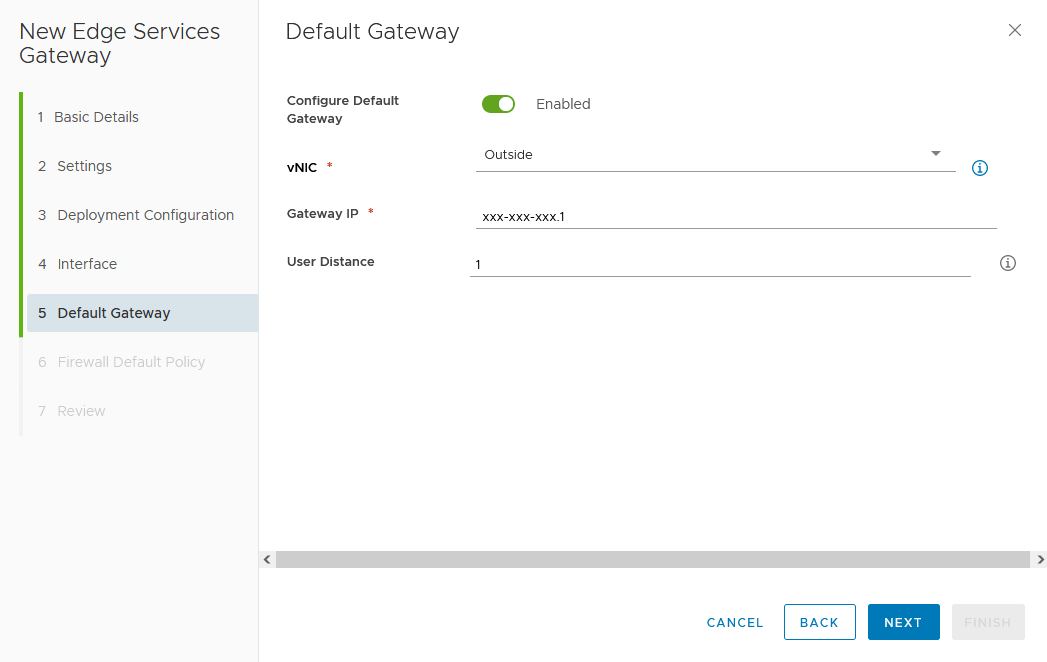 New Edge Services
Gateway
1 Basic Details
2 Settings
3 Deployment Configuration
4 Interface
5 Default Gateway
6 Firewall Default Policy
7 Review
Default Gateway
Configure Default
Gateway
Enabled
vNIC *
Outside
Gateway IP *
xxx-xxx-xxx.1
User Distance
1
CANCEL
BACK
NEXT
FINISH